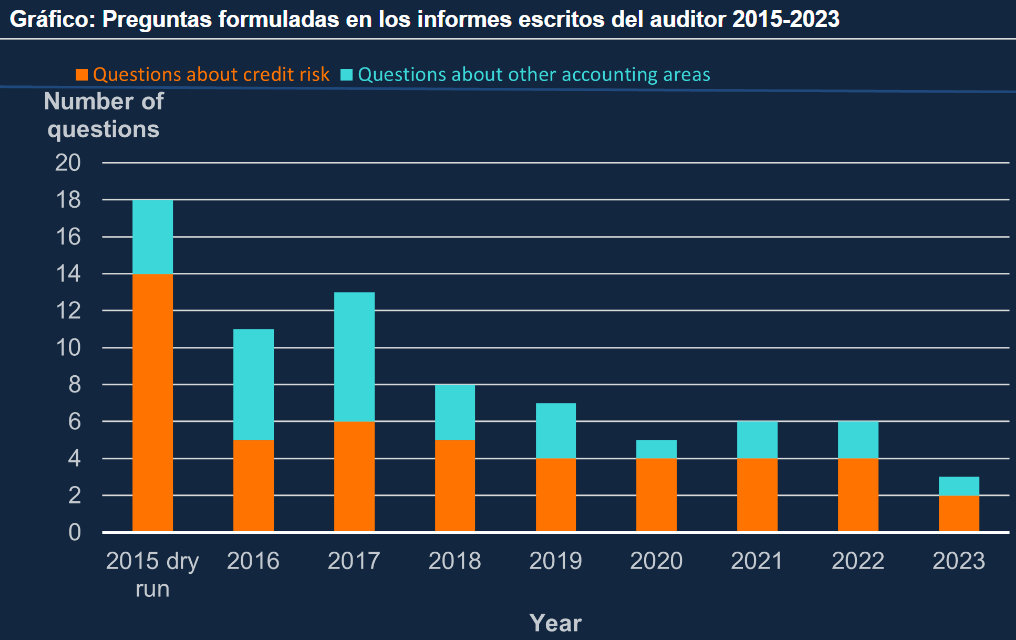 Gráfico: Preguntas formuladas en los informes escritos del auditor 2015-2023
Questions about credit risk Questions about other accounting areas
Number of
questions
20
18
16
14
12
10
8
6
4
2
0
2015 dry 2016 2017 2018 2019 2020 2021 2022 2023
run
Year